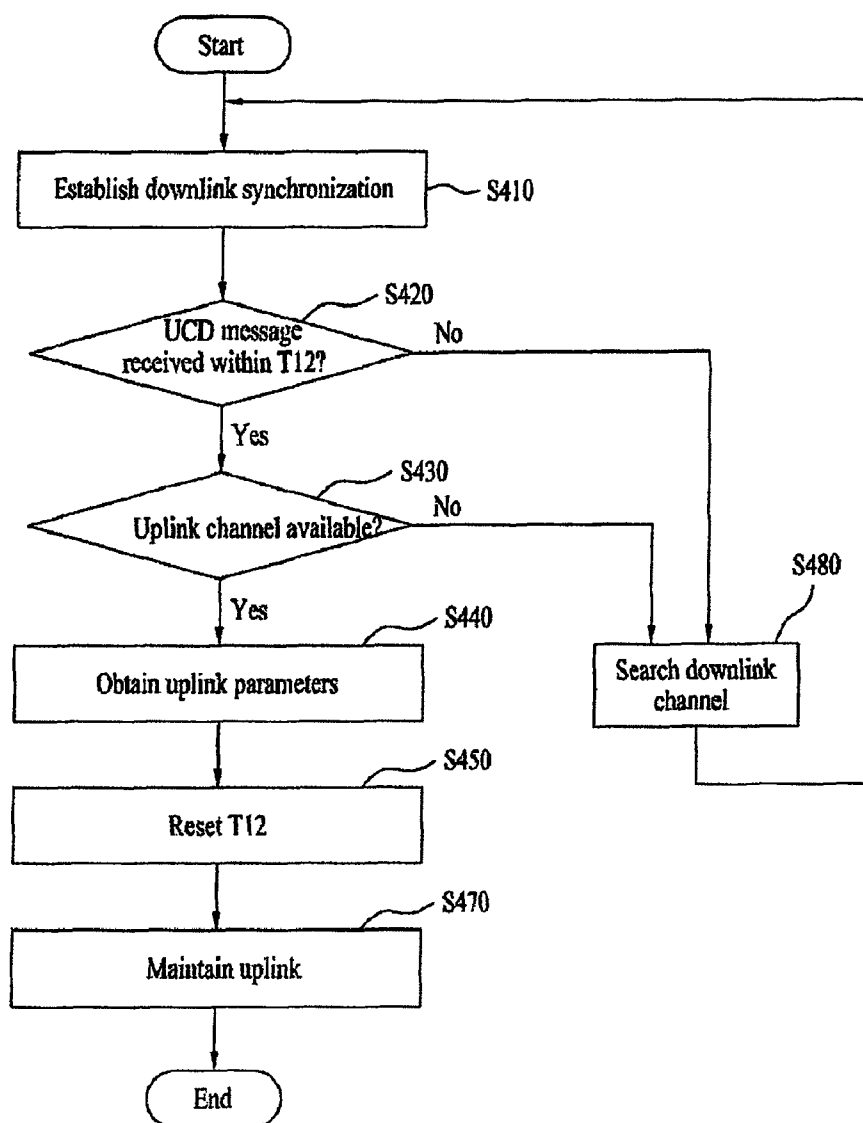 Start
Establish downlink synchronization
S410
S420
UCD message
received within T12?
No
Yes
S430
Uplink channel available?
No
Yes
S440
Obtain uplink parameters
S480
Search downlink
channel
S450
Reset T12
S470
Maintain uplink
End